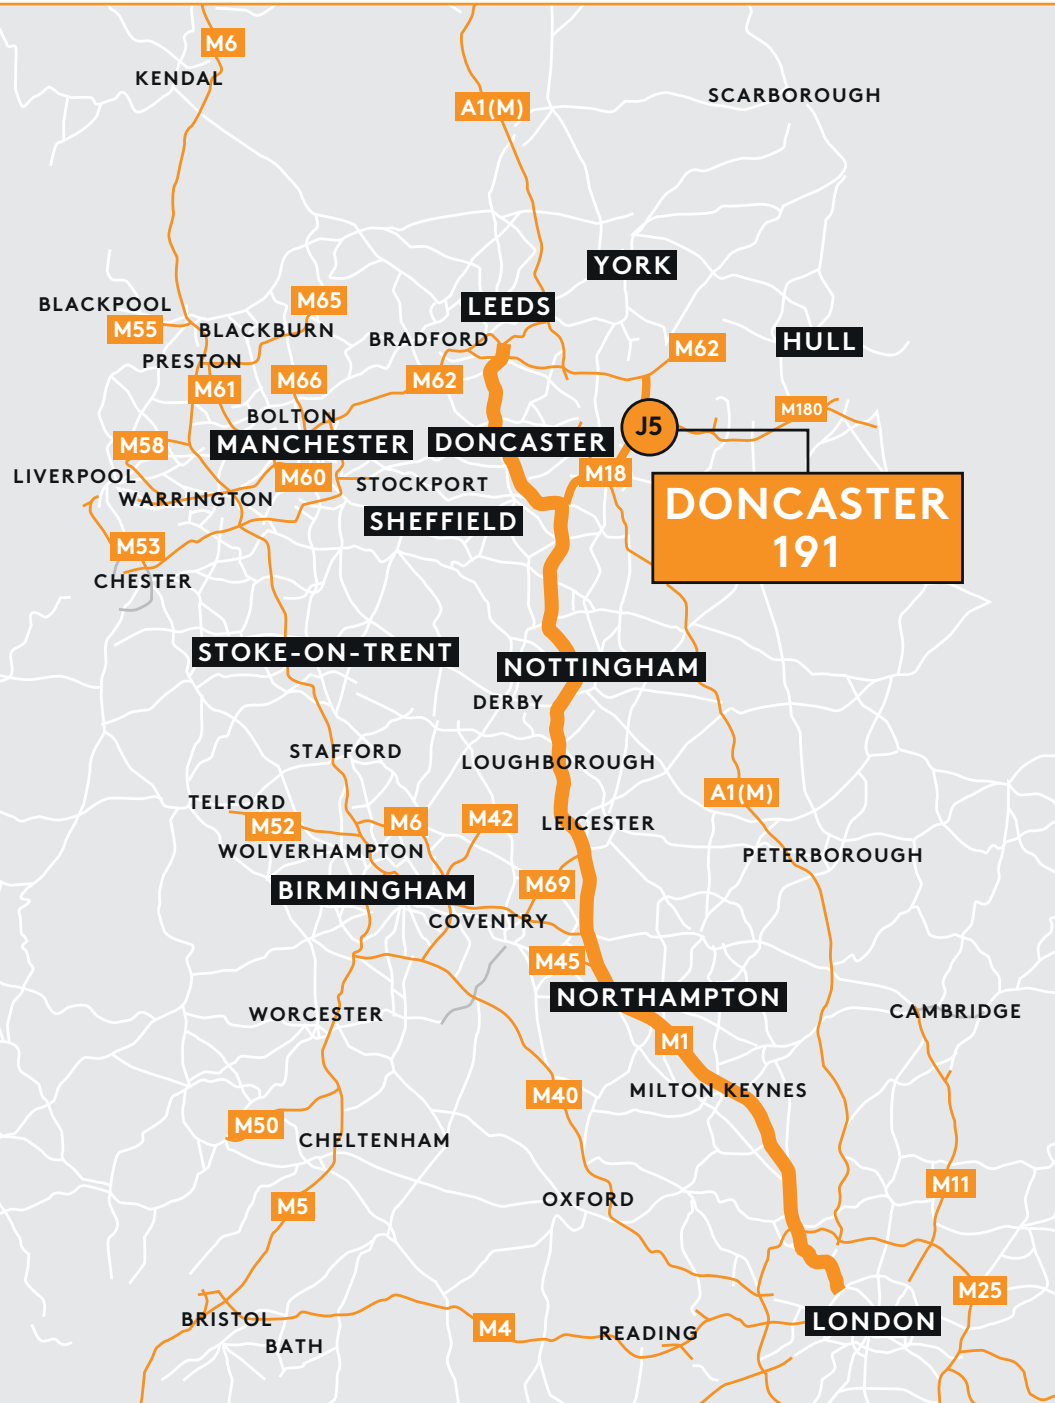 M6
KENDAL
SCARBOROUGH
A1(M)
YORK
BLACKPOOL
M65
LEEDS
M55
BLACKBURN
BRADFORD
HULL
M62
PRESTON
M61
M66
M62
M180
BOLTON
J5
M58
MANCHESTER
DONCASTER
LIVERPOOL
M60
STOCKPORT
M18
WARRINGTON
SHEFFIELD
DONCASTER
191
M53
CHESTER
STOKE-ON-TRENT
NOTTINGHAM
DERBY
STAFFORD
LOUGHBOROUGH
A1(M)
TELFORD
M52
M6
M42
LEICESTER
WOLVERHAMPTON
PETERBOROUGH
BIRMINGHAM
M69
COVENTRY
M45
NORTHAMPTON
WORCESTER
CAMBRIDGE
M1
MILTON KEYNES
M40
M50
CHELTENHAM
M11
OXFORD
M5
M25
BRISTOL
M4
READING
LONDON
BATH